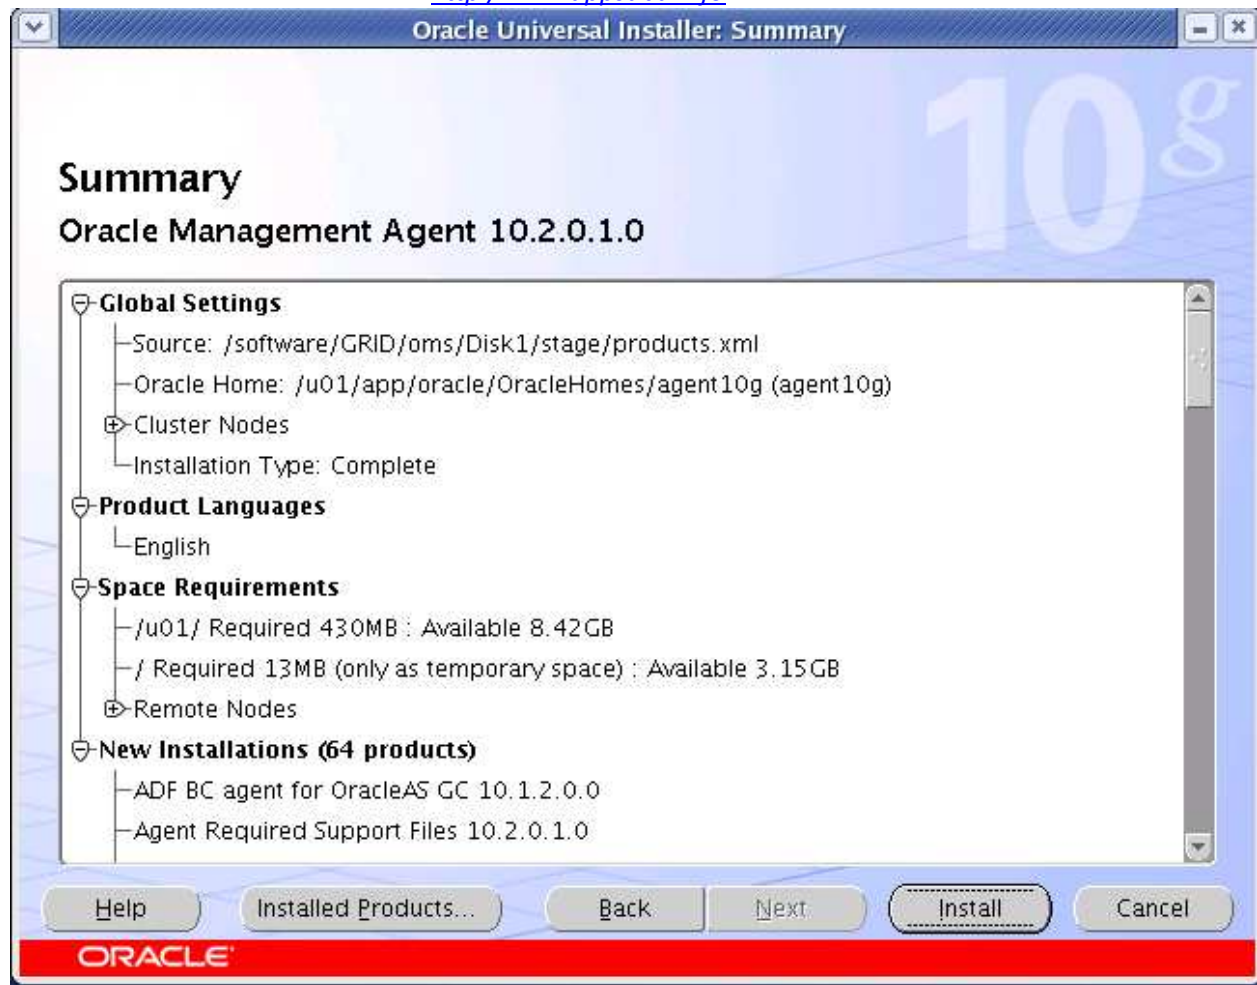 Oracle Universal Installer: Summary
10g
Summary
Oracle Management Agent 10.2.0.1.0
Global Settings
Source: /software/GRID/oms/Disk1/stage/products.xml
Oracle Home: /u01/app/oracle/OracleHomes/agent10g (agent10g)
Cluster Nodes
Installation Type: Complete
Product Languages
English
Space Requirements
/u01/ Required 430MB : Available 8.42GB
/ Required 13MB (only as temporary space) : Available 3.15GB
Remote Nodes
New Installations (64 products)
ADF BC agent for OracleAS GC 10.1.2.0.0
Agent Required Support Files 10.2.0.1.0
Help Installed Products... Back Next Install Cancel
ORACLE